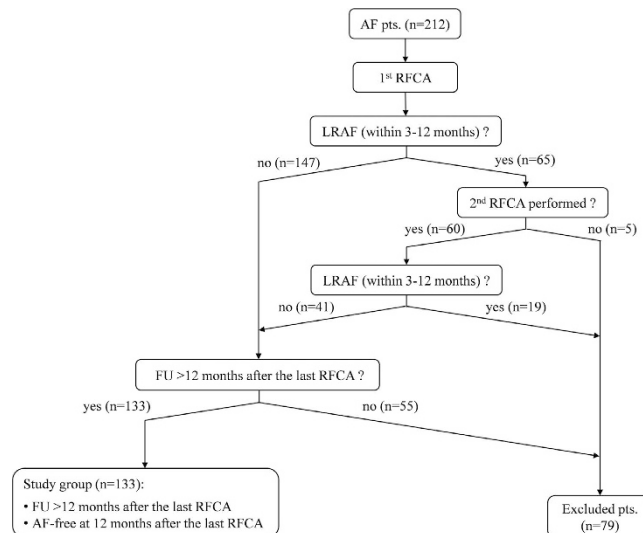 AF pts. (n=212)
1st RFCA
LRAF (within 3-12 months) ?
no (n=147)
yes (n=65)
2nd RFCA performed ?
yes (n=60)
no (n=5)
LRAF (within 3-12 months) ?
no (n=41)
yes (n=19)
FU >12 months after the last RFCA ?
yes (n=133)
no (n=55)
Study group (n=133):
• FU >12 months after the last RFCA
• AF-free at 12 months after the last RFCA
Excluded pts.
(n=79)